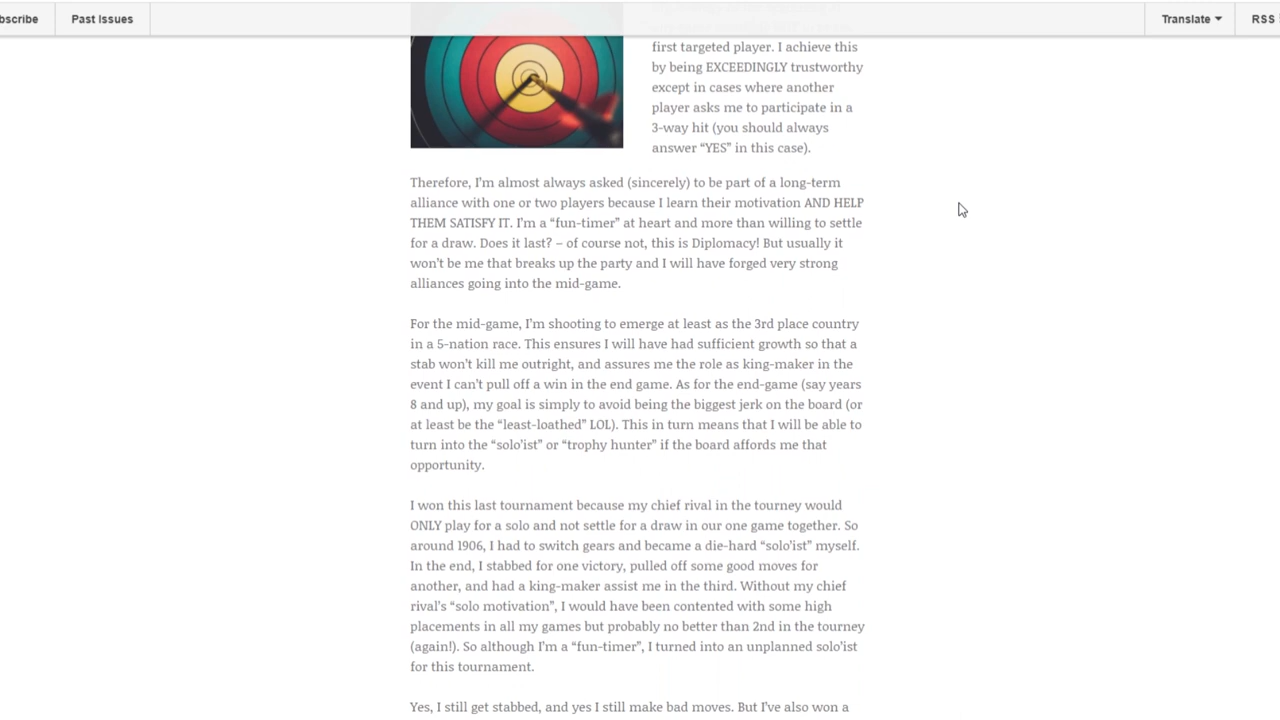 bscribe
Past Issues
Translate
RSS
first targeted player. I achieve this
by being EXCEEDINGLY trustworthy
except in cases where another
player asks me to participate in a
3-way hit (you should always
answer “YES” in this case).
Therefore, I’m almost always asked (sincerely) to be part of a long-term
alliance with one or two players because I learn their motivation AND HELP
THEM SATISFY IT. I’m a “fun-timer” at heart and more than willing to settle
for a draw. Does it last? – of course not, this is Diplomacy! But usually it
won’t be me that breaks up the party and I will have forged very strong
alliances going into the mid-game.
For the mid-game, I’m shooting to emerge at least as the 3rd place country
in a 5-nation race. This ensures I will have had sufficient growth so that a
stab won’t kill me outright, and assures me the role as king-maker in the
event I can’t pull off a win in the end game. As for the end-game (say years
8 and up), my goal is simply to avoid being the biggest jerk on the board (or
at least be the “least-loathed” LOL). This in turn means that I will be able to
turn into the “solo’ist” or “trophy hunter” if the board affords me that
opportunity.
I won this last tournament because my chief rival in the tourney would
ONLY play for a solo and not settle for a draw in our one game together. So
around 1906, I had to switch gears and became a die-hard “solo’ist” myself.
In the end, I stabbed for one victory, pulled off some good moves for
another, and had a king-maker assist me in the third. Without my chief
rival’s “solo motivation”, I would have been contented with some high
placements in all my games but probably no better than 2nd in the tourney
(again!). So although I’m a “fun-timer”, I turned into an unplanned solo’ist
for this tournament.
Yes, I still get stabbed, and yes I still make bad moves. But I’ve also won a